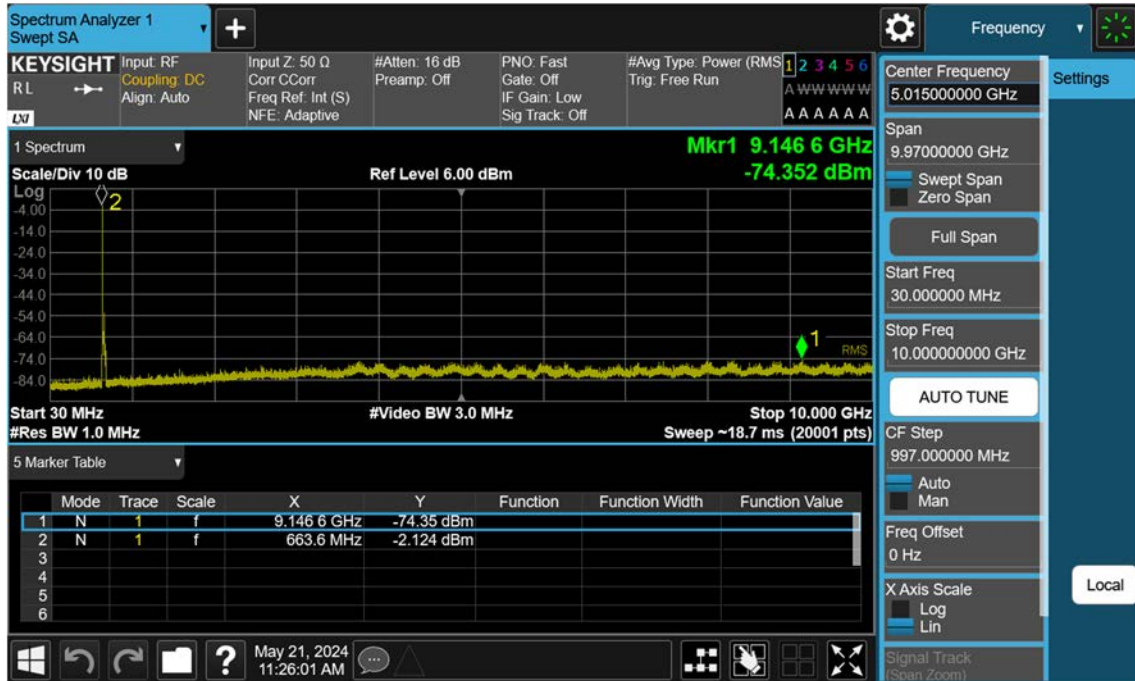 Spectrum Analyzer 1
Swept SA
Frequency
KEYSIGHT
R L
LXI
Input: RF
Coupling: DC
Align: Auto
Input Z: 50 Ω
Corr CCorr
Freq Ref: Int (S)
NFE: Adaptive
#Atten: 16 dB
Preamp: Off
PNO: Fast
Gate: Off
IF Gain: Low
Sig Track: Off
#Avg Type: Power (RMS
Trig: Free Run
1 2 3 4 5 6
A W W W W W
A A A A A A
1 Spectrum
Mkr1 9.146 6 GHz
Scale/Div 10 dB
Ref Level 6.00 dBm
-74.352 dBm
Log
2
-4.00
-14.0
-24.0
-34.0
-44.0
-54.0
-64.0
1
RMS
-74.0
-84.0
Start 30 MHz
#Video BW 3.0 MHz
Stop 10.000 GHz
#Res BW 1.0 MHz
Sweep ~18.7 ms (20001 pts)
5 Marker Table
Mode Trace Scale X Y Function Function Width Function Value
1 N 1 f 9.146 6 GHz -74.35 dBm
2 N 1 f 663.6 MHz -2.124 dBm
3
4
5
6
?
May 21, 2024
11:26:01 AM
Center Frequency
5.015000000 GHz
Settings
Span
9.97000000 GHz
Swept Span
Zero Span
Full Span
Start Freq
30.000000 MHz
Stop Freq
10.000000000 GHz
AUTO TUNE
CF Step
997.000000 MHz
Auto
Man
Freq Offset
0 Hz
X Axis Scale
Log
Lin
Local
Signal Track
(Span Zoom)